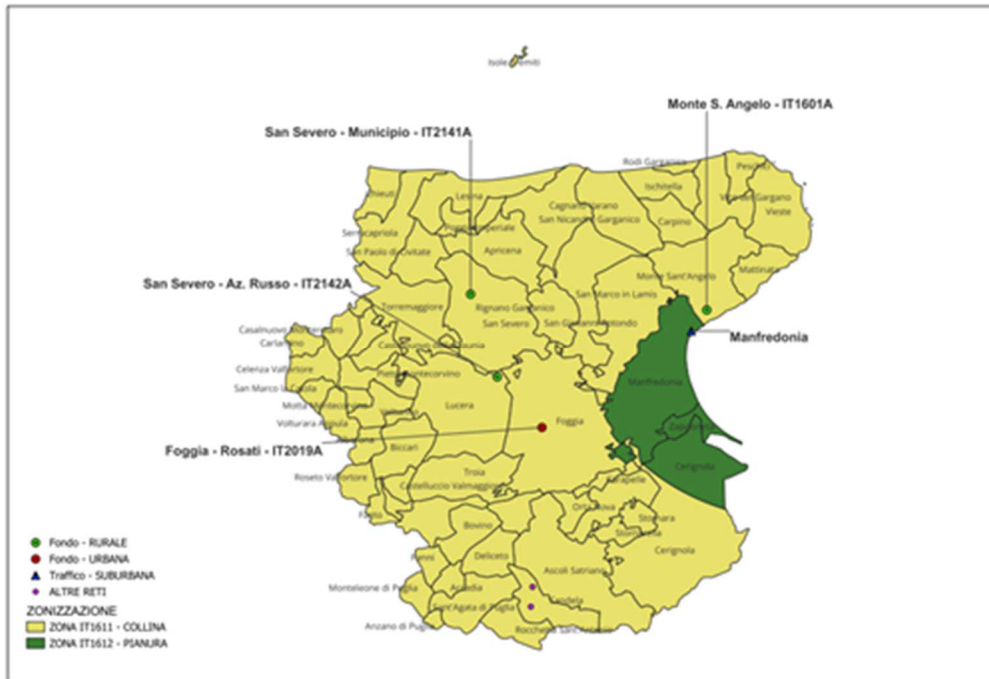 Isole Tremiti
Monte S. Angelo - IT1601A
San Severo - Municipio - IT2141A
Rodi Garganico
Peschici
Chieuti
Lesina
Ischitella
Vico del Gargano
Cagnano Varano
Vieste
San Nicandro Garganico
Carpino
Serracapriola
Poggio Imperiale
San Paolo di Civitate
Apricena
Mattinata
Monte Sant'Angelo
San Severo - Az. Russo - IT2142A
San Marco in Lamis
Torremaggiore
Rignano Garganico
San Severo
San Giovanni Rotondo
Casalnuovo Monterotaro
Manfredonia
Carlantino
Casalnuovo della Daunia
Celenza Valfortore
Pietramontecorvino
Manfredonia
San Marco la Catola
Motta Montecorvino
Lucera
Volturara Appula
Foggia
Zapponeta
Biccari
Foggia - Rosati - IT2019A
Cerignola
Troia
Roseto Valfortore
Castelluccio Valmaggiore
Carapelle
Orta Nova
Faeto
Stornara
Bovino
Stornarella
Fondo - RURALE
Cerignola
Fondo - URBANA
Panni
Deliceto
Traffico - SUBURBANA
Ascoli Satriano
Monteleone di Puglia
Accadia
ALTRE RETI
Candela
Sant'Agata di Puglia
ZONIZZAZIONE
Anzano di Puglia
Rocchetta Sant'Antonio
ZONA IT1611 - COLLINA
ZONA IT1612 - PIANURA